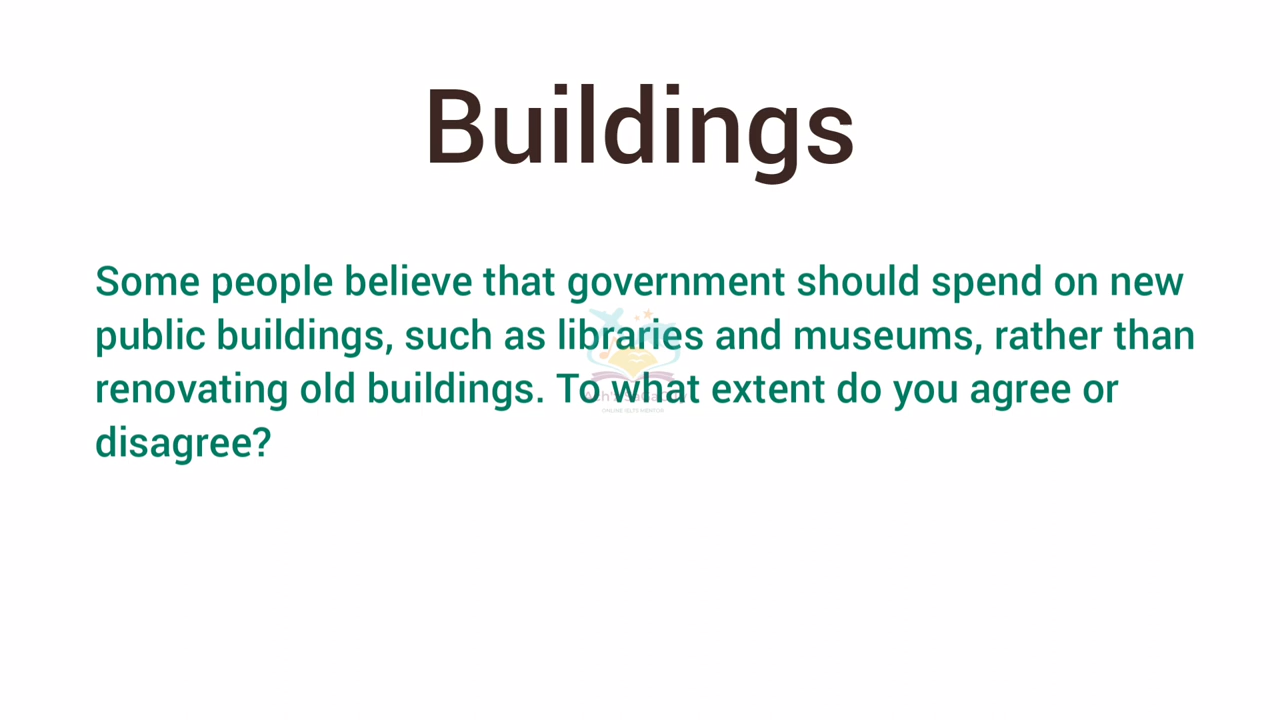 Buildings
Some people believe that government should spend on new
public buildings, such as libraries and museums, rather than
renovating old buildings. To what extent do you agree or
disagree?